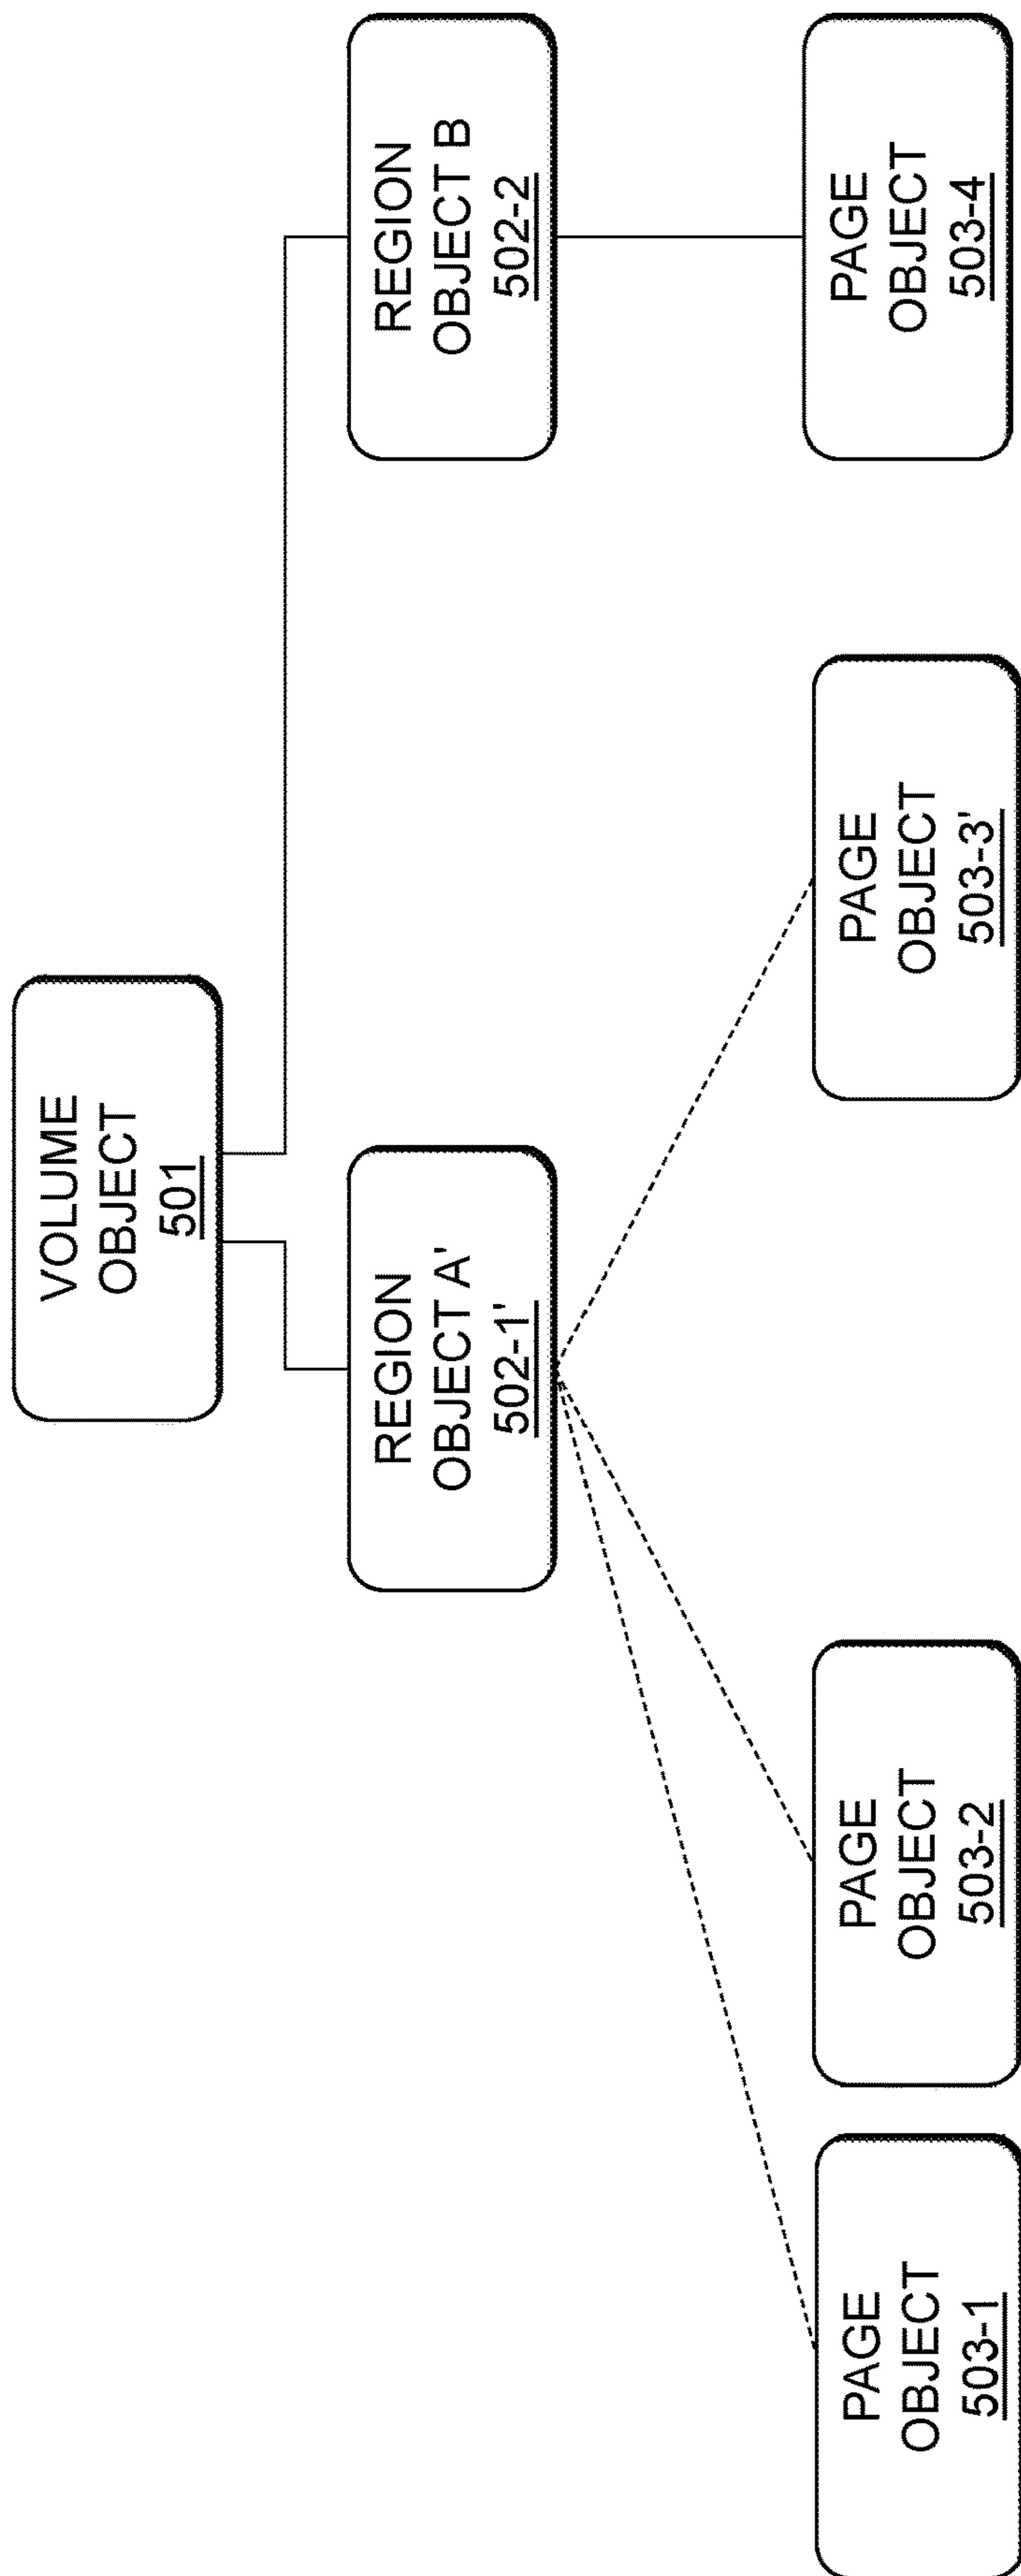 VOLUME
OBJECT
501
REGION
OBJECT A'
502-1'
REGION
OBJECT B
502-2
PAGE
OBJECT
503-1
PAGE
OBJECT
503-2
PAGE
OBJECT
503-3'
PAGE
OBJECT
503-4